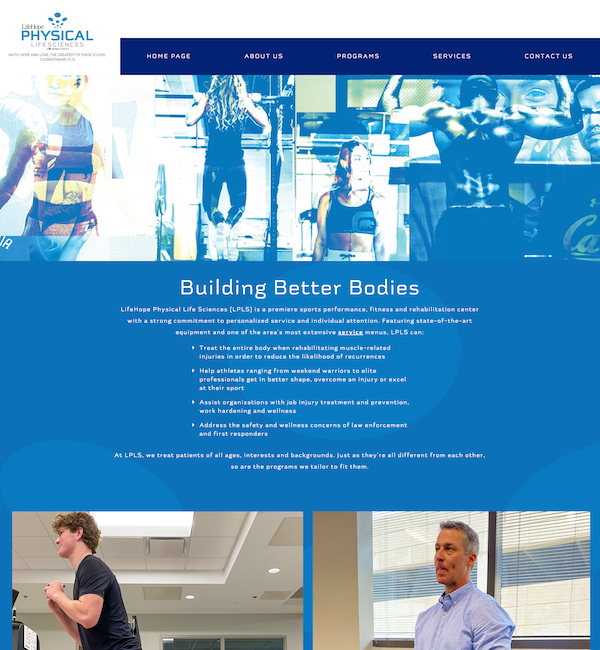 LifeHope
PHYSICAL
LIFE SCIENCES
FAITH, HOPE AND LOVE, THE GREATEST OF THESE IS LOVE.
1 CORINTHIANS 13:13
HOME PAGE
ABOUT US
PROGRAMS
SERVICES
CONTACT US
Building Better Bodies
LifeHope Physical Life Sciences [LPLS] is a premiere sports performance, fitness and rehabilitation center
with a strong commitment to personalized service and individual attention. Featuring state-of-the-art
equipment and one of the area's most extensive service menus, LPLS can:
Treat the entire body when rehabilitating muscle-related
injuries in order to reduce the likelihood of recurrences
Help athletes ranging from weekend warriors to elite
professionals get in better shape, overcome an injury or excel
at their sport
Assist organizations with job injury treatment and prevention,
work hardening and wellness
Address the safety and wellness concerns of law enforcement
and first responders
At LPLS, we treat patients of all ages, interests and backgrounds. Just as they're all different from each other,
so are the programs we tailor to fit them.